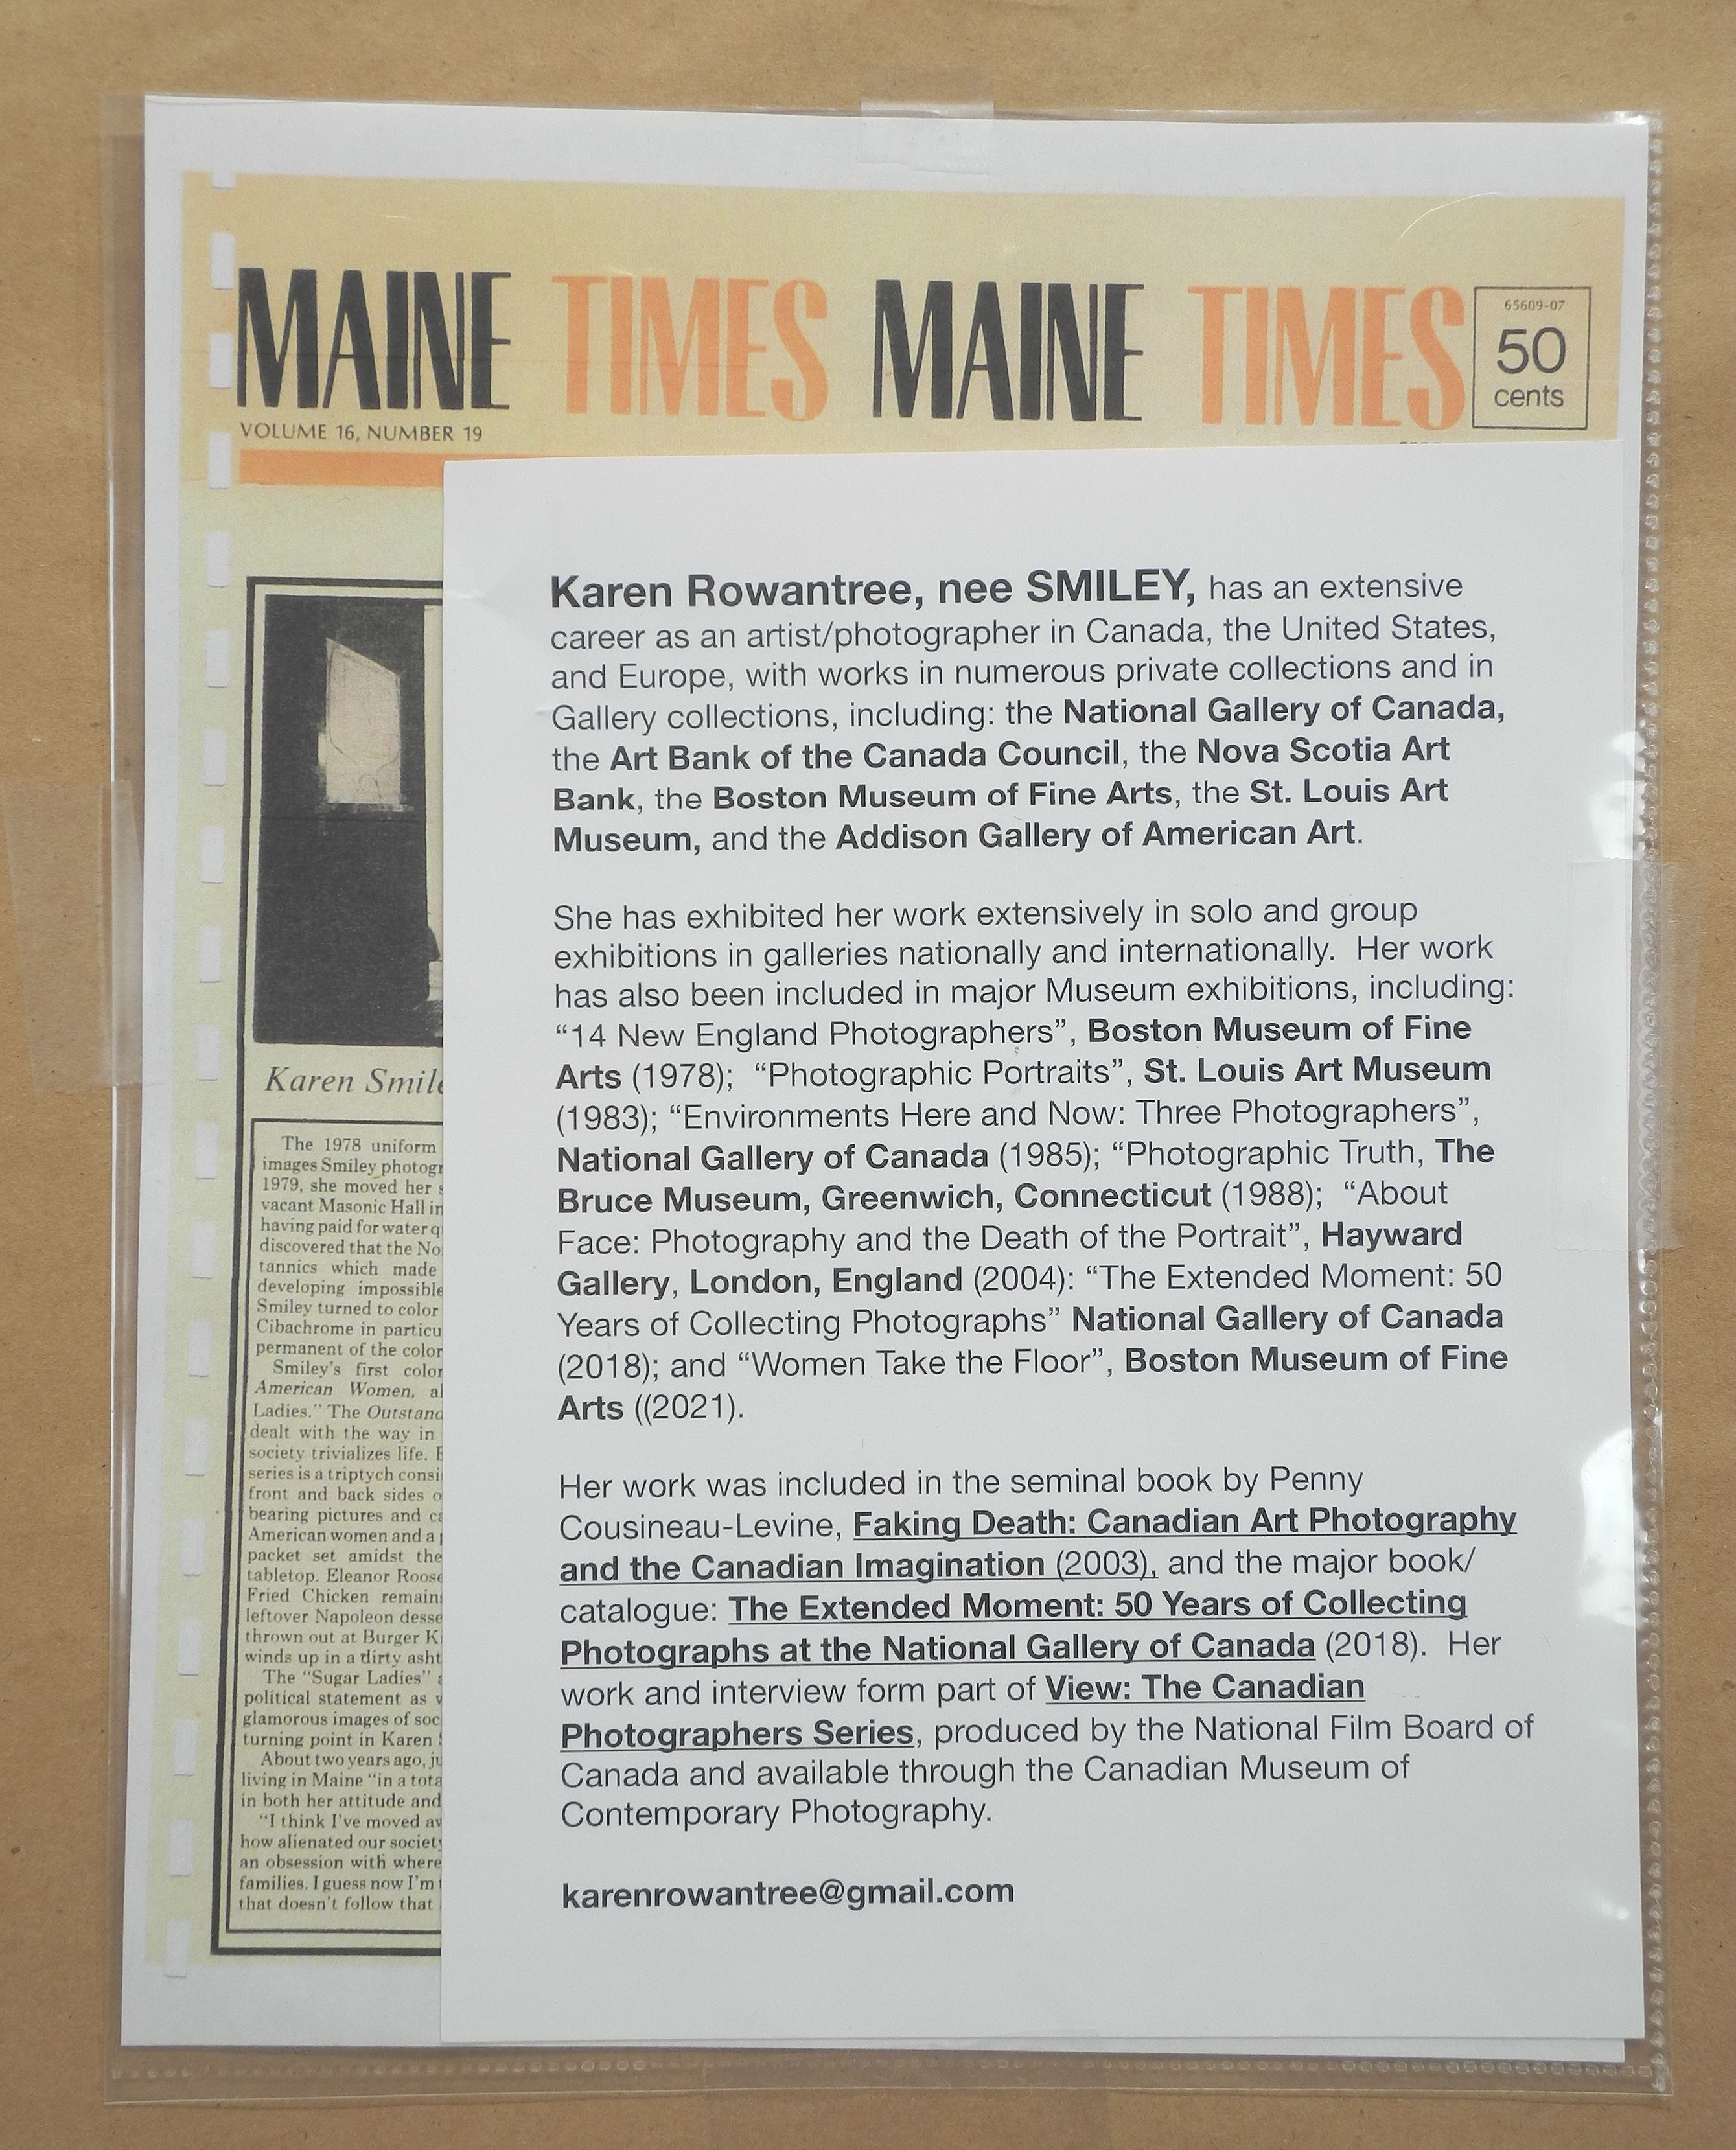 MAINE TIMES MAINE TIMES
65609-07
50
cents
VOLUME 16, NUMBER 19
Karen Smile
The 1978 uniform
images Smiley photogr
1979, she moved her s
vacant Masonic Hall in
having paid for water q
discovered that the No
tannics which made
developing impossible
Smiley turned to color
Cibachrome in particu
permanent of the color
Smiley's first color
American Women, al
Ladies." The Outstand
dealt with the way in
society trivializes life. E
series is a triptych consi
front and back sides o
bearing pictures and ca
American women and a p
packet set amidst the
tabletop. Eleanor Roose
Fried Chicken remain
leftover Napoleon desse
thrown out at Burger K
winds up in a dirty asht
The "Sugar Ladies" a
political statement as w
glamorous images of soc
turning point in Karen S
About two years ago, ju
living in Maine "in a tota
in both her attitude and
"I think I've moved aw
how alienated our society
an obsession with where
families. I guess now I'm
that doesn't follow that
Karen Rowantree, nee SMILEY, has an extensive
career as an artist/photographer in Canada, the United States,
and Europe, with works in numerous private collections and in
Gallery collections, including: the National Gallery of Canada,
the Art Bank of the Canada Council, the Nova Scotia Art
Bank, the Boston Museum of Fine Arts, the St. Louis Art
Museum, and the Addison Gallery of American Art.
She has exhibited her work extensively in solo and group
exhibitions in galleries nationally and internationally.  Her work
has also been included in major Museum exhibitions, including:
“14 New England Photographers”, Boston Museum of Fine
Arts (1978);  “Photographic Portraits”, St. Louis Art Museum
(1983); “Environments Here and Now: Three Photographers”,
National Gallery of Canada (1985); “Photographic Truth, The
Bruce Museum, Greenwich, Connecticut (1988);  “About
Face: Photography and the Death of the Portrait”, Hayward
Gallery, London, England (2004): “The Extended Moment: 50
Years of Collecting Photographs” National Gallery of Canada
(2018); and “Women Take the Floor”, Boston Museum of Fine
Arts ((2021).
Her work was included in the seminal book by Penny
Cousineau-Levine, Faking Death: Canadian Art Photography
and the Canadian Imagination (2003), and the major book/
catalogue: The Extended Moment: 50 Years of Collecting
Photographs at the National Gallery of Canada (2018).  Her
work and interview form part of View: The Canadian
Photographers Series, produced by the National Film Board of
Canada and available through the Canadian Museum of
Contemporary Photography.
karenrowantree@gmail.com